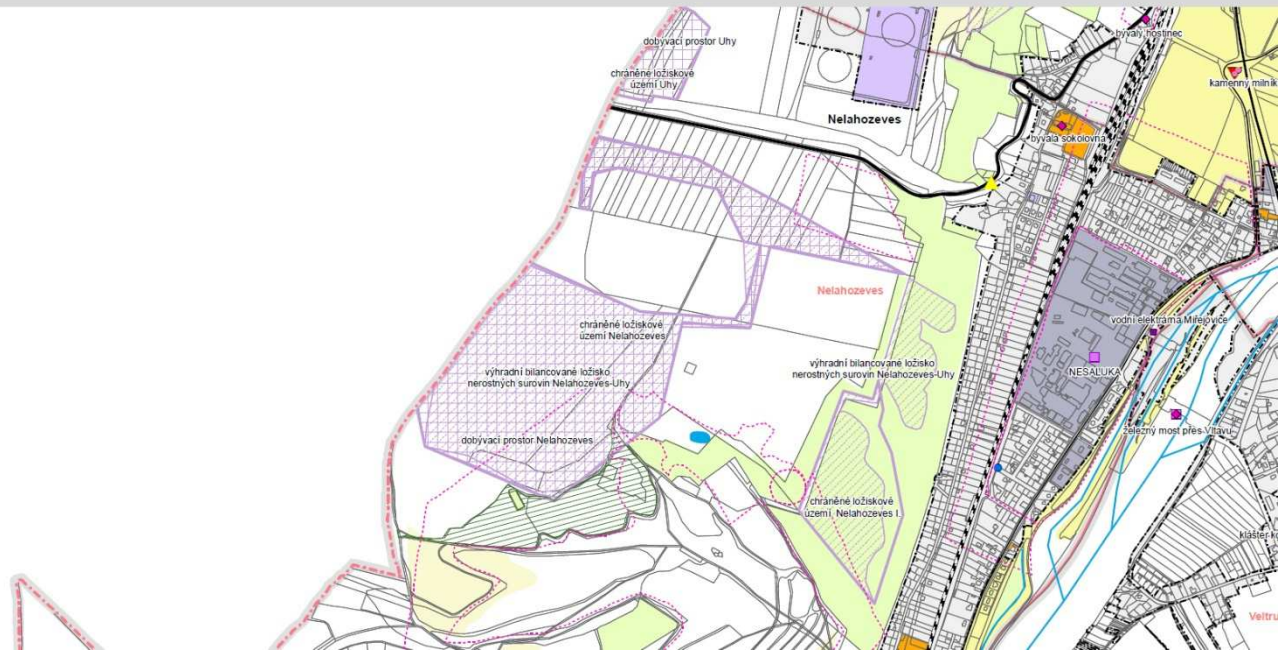 bývalý hostinec
dobývací prostor Uhy
chráněné ložiskové
území Uhy
kamenný milník
Nelahozeves
bývalá sokolovna
Nelahozeves
vodní elektrárna Miřejovice
chráněné ložiskové
území Nelahozeves
výhradní bilancované ložisko
nerostných surovin Nelahozeves-Uhy
NESALUKA
výhradní bilancované ložisko
nerostných surovin Nelahozeves-Uhy
železný most přes Vltavu
dobývací prostor Nelahozeves
chráněné ložiskové
území Nelahozeves I.
klášter
Veltru